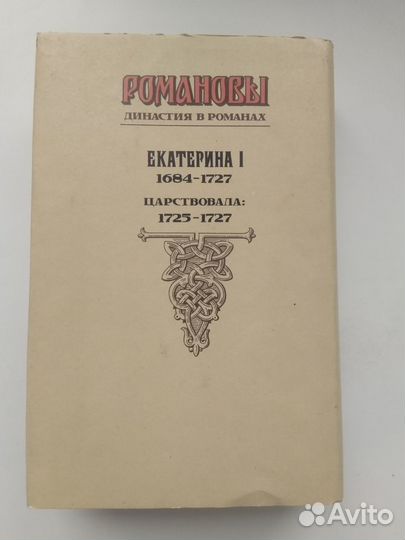 РОМАНОВЫ
ДИНАСТИЯ В РОМАНАХ
ЕКАТЕРИНА I
1684-1727
ЦАРСТВОВАЛА:
1725-1727
Avito